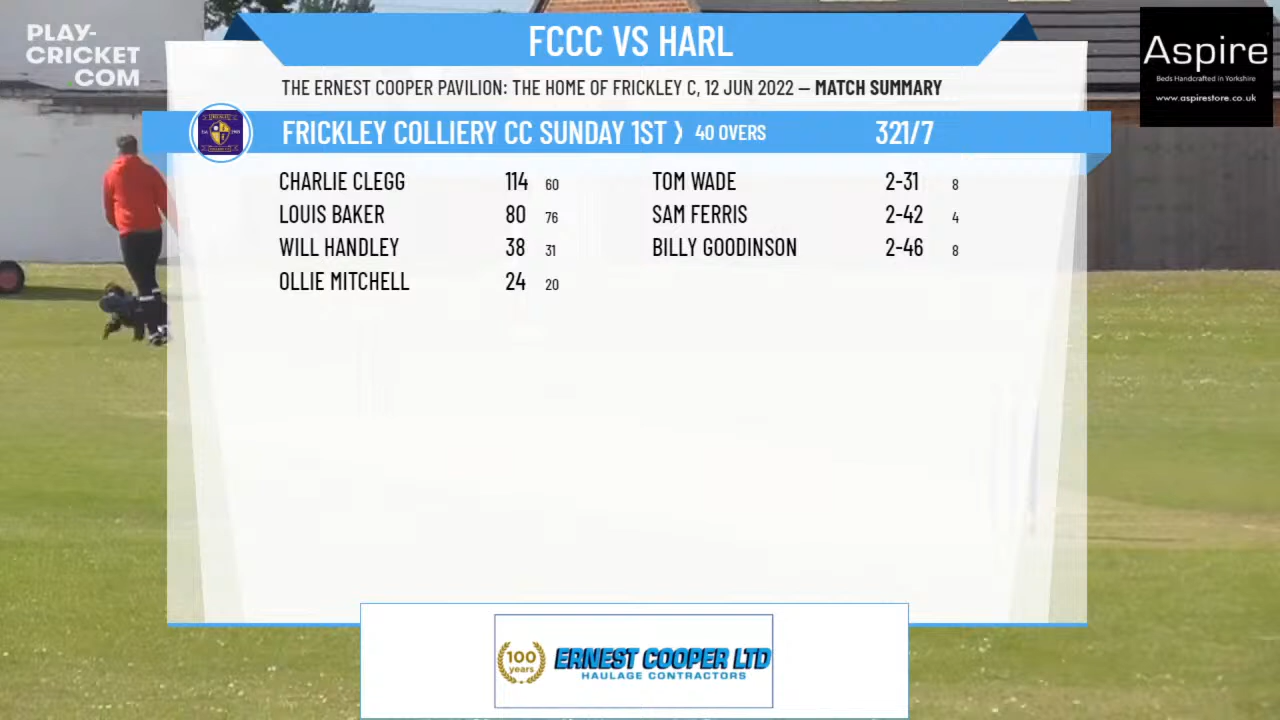 PLAY-
CRICKET
.COM
FCCC VS HARL
Aspire
Beds Handcrafted in Yorkshire
www.aspirestore.co.uk
THE ERNEST COOPER PAVILION: THE HOME OF FRICKLEY C, 12 JUN 2022 – MATCH SUMMARY
FRICKLEY COLLIERY CC SUNDAY 1ST 〉 40 OVERS 321/7
CHARLIE CLEGG 114 60 TOM WADE 2-31 8
LOUIS BAKER 80 76 SAM FERRIS 2-42 4
WILL HANDLEY 38 31 BILLY GOODINSON 2-46 8
OLLIE MITCHELL 24 20
100 years
ERNEST COOPER LTD
HAULAGE CONTRACTORS